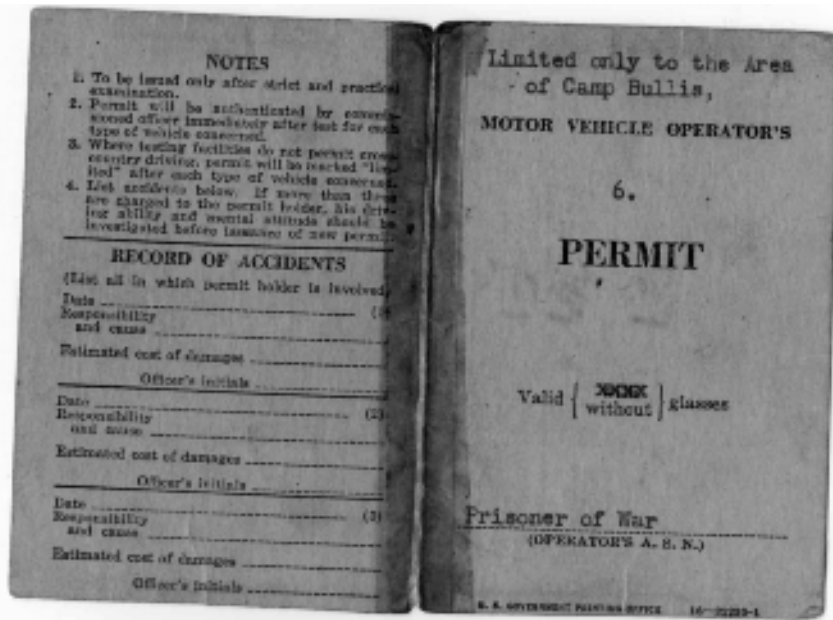 NOTES
1. To be issued only after strict and practical
examination.
2. Permit will be authenticated by commis-
sioned officer immediately after test for each
type of vehicle concerned.
3. Where testing facilities do not permit cross-
country driving, permit will be marked "lim-
ited" after each type of vehicle concerned.
4. List accidents below. If more than three
are charged to the permit holder, his driv-
ing ability and mental attitude should be
investigated before issuance of new permit.
RECORD OF ACCIDENTS
(List all in which permit holder is involved)
Date (1)
Responsibility
and cause
Estimated cost of damages
Officer's initials
Date (2)
Responsibility
and cause
Estimated cost of damages
Officer's initials
Date (3)
Responsibility
and cause
Estimated cost of damages
Officer's initials
Limited only to the Area
of Camp Bullis,
MOTOR VEHICLE OPERATOR'S
6.
PERMIT
Valid { XXXX
without } glasses
Prisoner of War
(OPERATOR'S A. S. N.)
U. S. GOVERNMENT PRINTING OFFICE